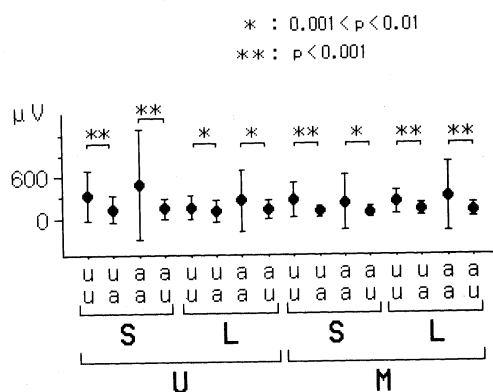 * : 0.001<p<0.01
** : p<0.001
μV
** ** * * ** * ** **
600
0
u u a a u u a a u u a a u u a a
u a a u u a a u u a a u u a a u
S L S L
U M